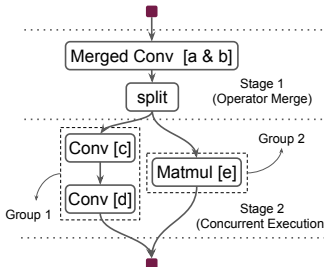 Merged Conv [a & b]
split
Stage 1
(Operator Merge)
Conv [c]
Group 2
Matmul [e]
Conv [d]
Group 1
Stage 2
(Concurrent Execution